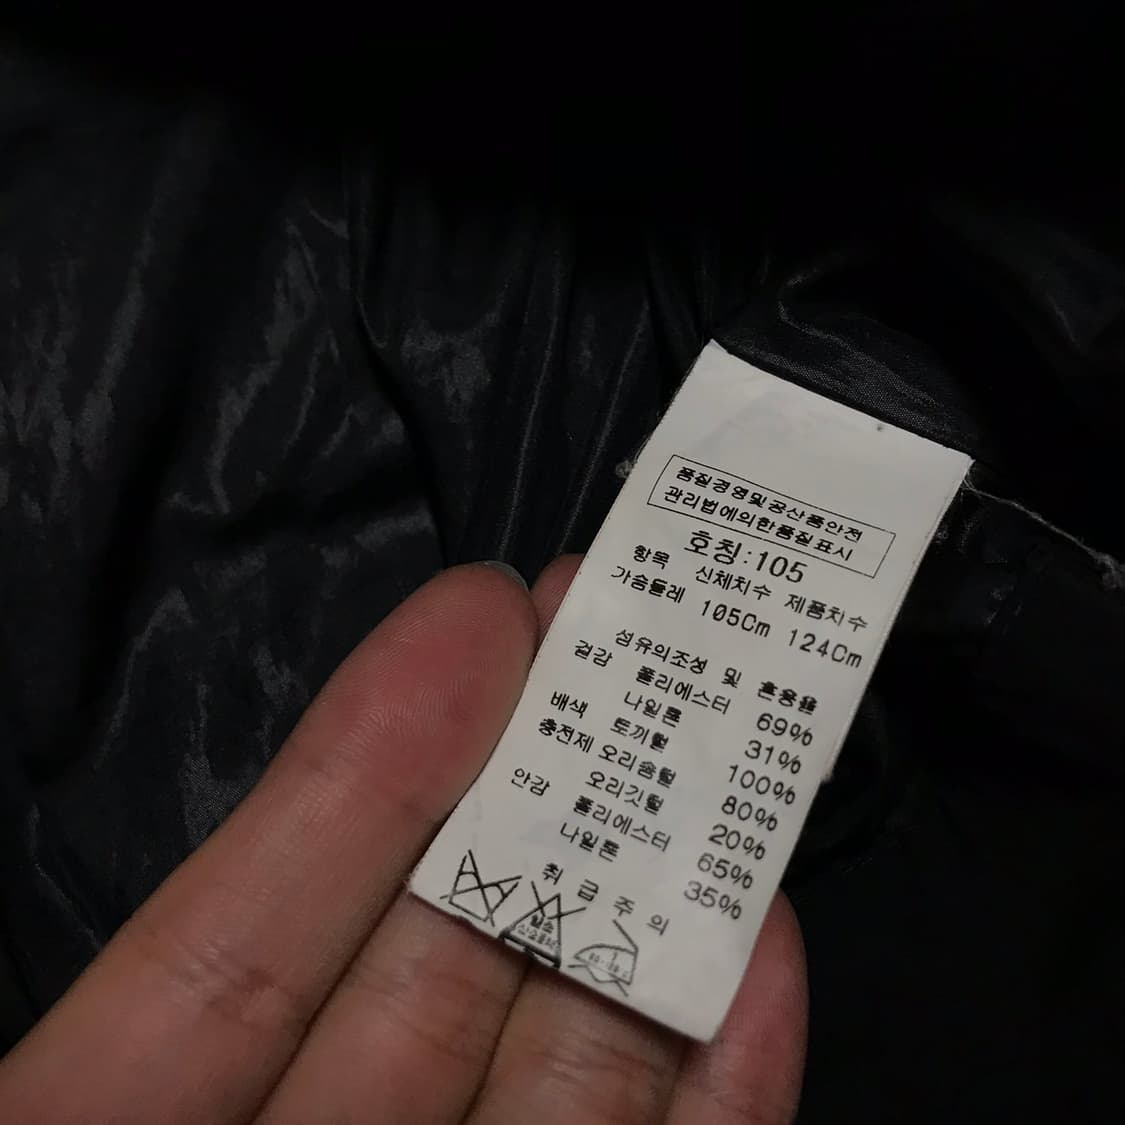 품질경영및공산품안전
관리법에의한품질표시
호칭:105
항목 신체치수 제품치수
가슴둘레 105Cm 124Cm
섬유의조성 및 혼용률
겉감 폴리에스터 69%
나일론 31%
배색 토끼털 100%
충전제 오리솜털 80%
오리깃털 20%
안감 폴리에스터 65%
나일론 35%
취급주의
염소